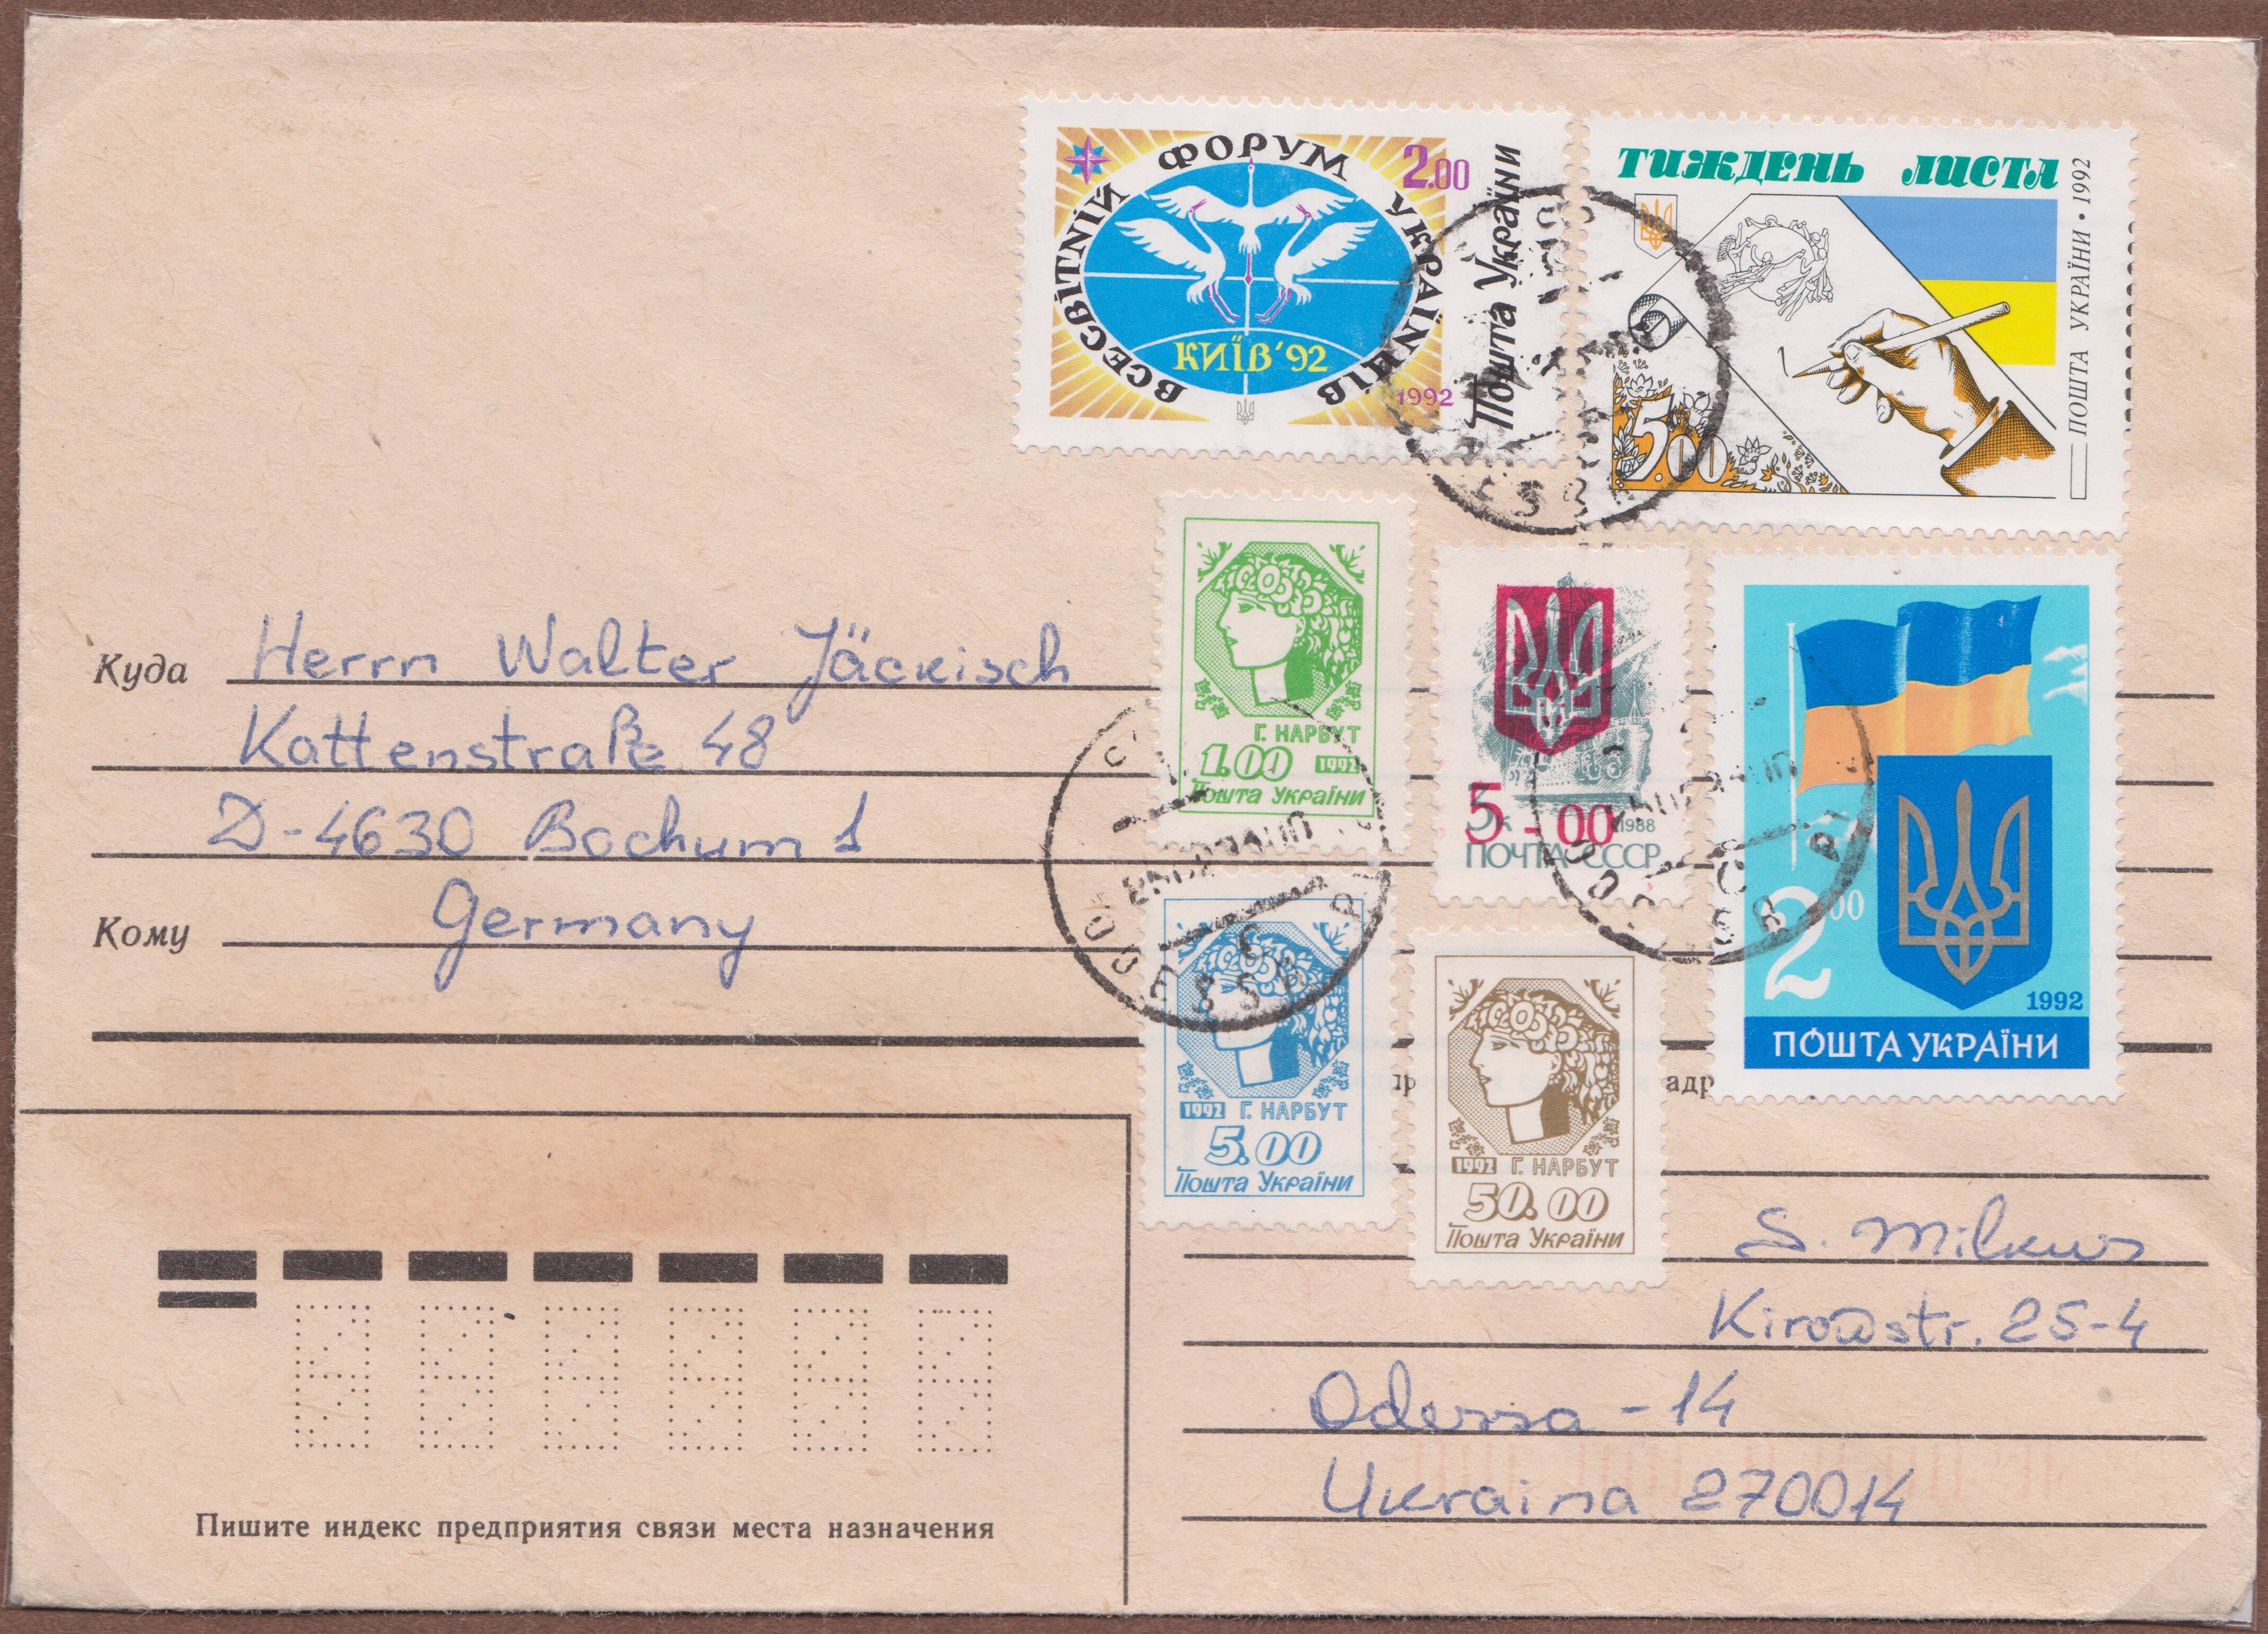 ВСЕСВІТНІЙ ФОРУМ УКРАЇНЦІВ
2.00
КИЇВ'92
1992
Пошта України
ТИЖДЕНЬ ЛИСТА
ПОШТА УКРАЇНИ • 1992
5.00
Г. НАРБУТ
1.00 1992
Пошта України
5-00
5к 1988
ПОЧТА СССР
2 00
1992
ПОШТА УКРАЇНИ
1992 Г. НАРБУТ
5.00
Пошта України
1992 Г. НАРБУТ
50.00
Пошта України
Куда Herrn Walter Jäckisch
Kattenstraße 48
D-4630 Bochum 1
Кому Germany
адр
S. Milkus
25-4
Odessa - 14
Ukraina 270014
Пишите индекс предприятия связи места назначения